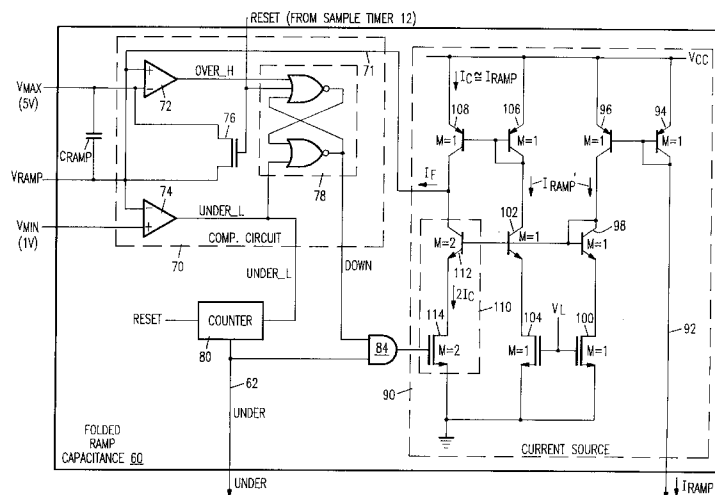 RESET (FROM SAMPLE TIMER 12)
71
VCC
OVER_H
IC≅IRAMP
VMAX
(5V)
72
76
108
106
96
94
M=1
M=1
M=1
M=1
CRAMP
IF
IRAMP'
VRAMP
78
74
UNDER_L
102
98
VMIN
(1V)
M=2
M=1
M=1
70
COMP. CIRCUIT
DOWN
112
UNDER_L
110
2IC
114
104
VL
100
92
RESET
COUNTER
84
M=2
M=1
M=1
80
62
90
UNDER
FOLDED
RAMP
CAPACITANCE 60
CURRENT SOURCE
UNDER
IRAMP